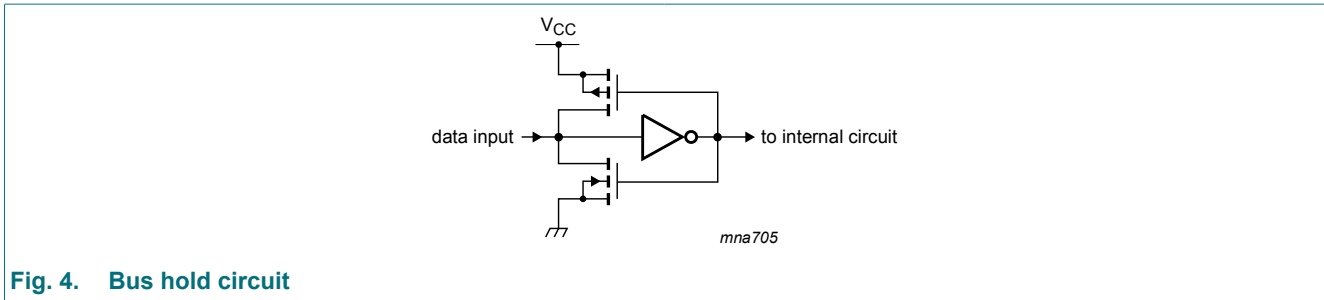 VCC
data input
to internal circuit
mna705
Fig. 4. Bus hold circuit